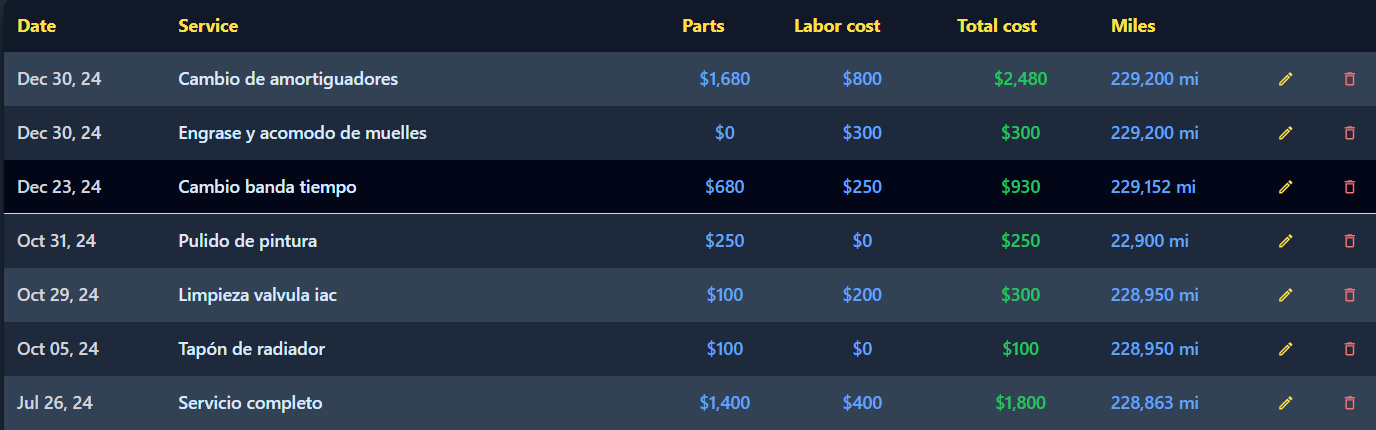 Date Service Parts Labor cost Total cost Miles
Dec 30, 24 Cambio de amortiguadores $1,680 $800 $2,480 229,200 mi
Dec 30, 24 Engrase y acomodo de muelles $0 $300 $300 229,200 mi
Dec 23, 24 Cambio banda tiempo $680 $250 $930 229,152 mi
Oct 31, 24 Pulido de pintura $250 $0 $250 22,900 mi
Oct 29, 24 Limpieza valvula iac $100 $200 $300 228,950 mi
Oct 05, 24 Tapón de radiador $100 $0 $100 228,950 mi
Jul 26, 24 Servicio completo $1,400 $400 $1,800 228,863 mi